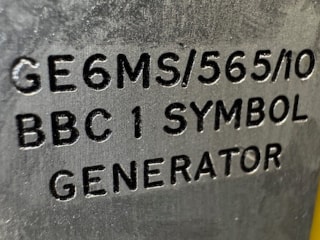 GE6MS/565/10
BBC 1 SYMBOL
GENERATOR